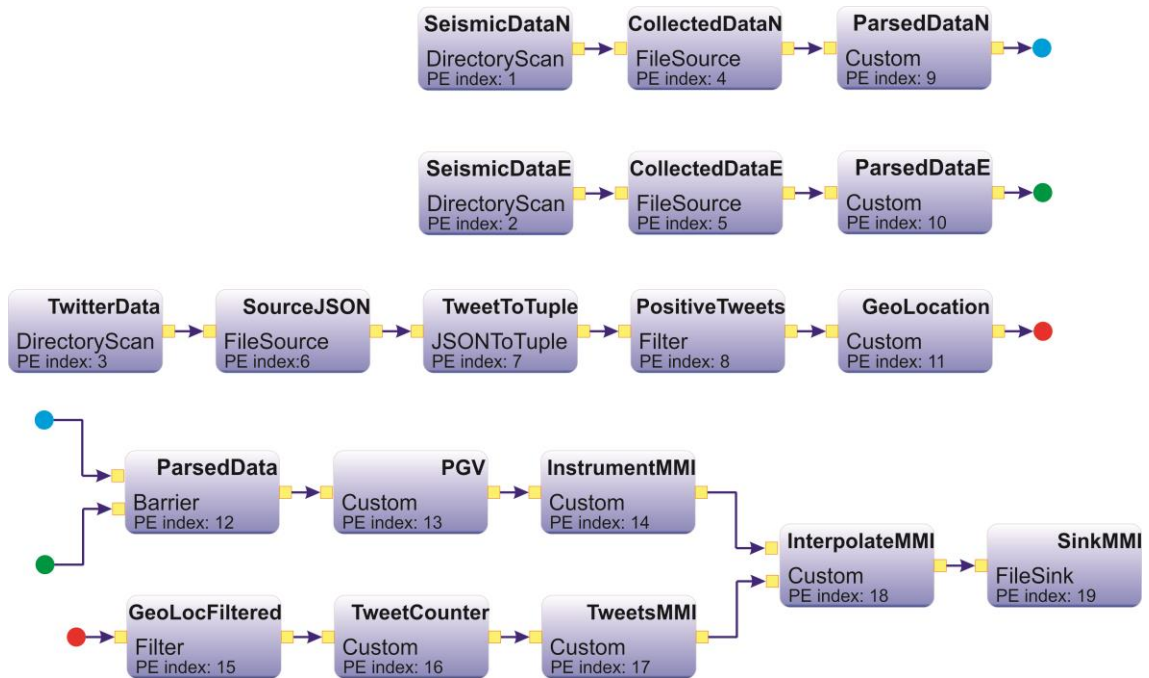 SeismicDataN
DirectoryScan
PE index: 1
CollectedDataN
FileSource
PE index: 4
ParsedDataN
Custom
PE index: 9
SeismicDataE
DirectoryScan
PE index: 2
CollectedDataE
FileSource
PE index: 5
ParsedDataE
Custom
PE index: 10
TwitterData
DirectoryScan
PE index: 3
SourceJSON
FileSource
PE index:6
TweetToTuple
JSONToTuple
PE index: 7
PositiveTweets
Filter
PE index: 8
GeoLocation
Custom
PE index: 11
ParsedData
Barrier
PE index: 12
PGV
Custom
PE index: 13
InstrumentMMI
Custom
PE index: 14
InterpolateMMI
Custom
PE index: 18
SinkMMI
FileSink
PE index: 19
GeoLocFiltered
Filter
PE index: 15
TweetCounter
Custom
PE index: 16
TweetsMMI
Custom
PE index: 17